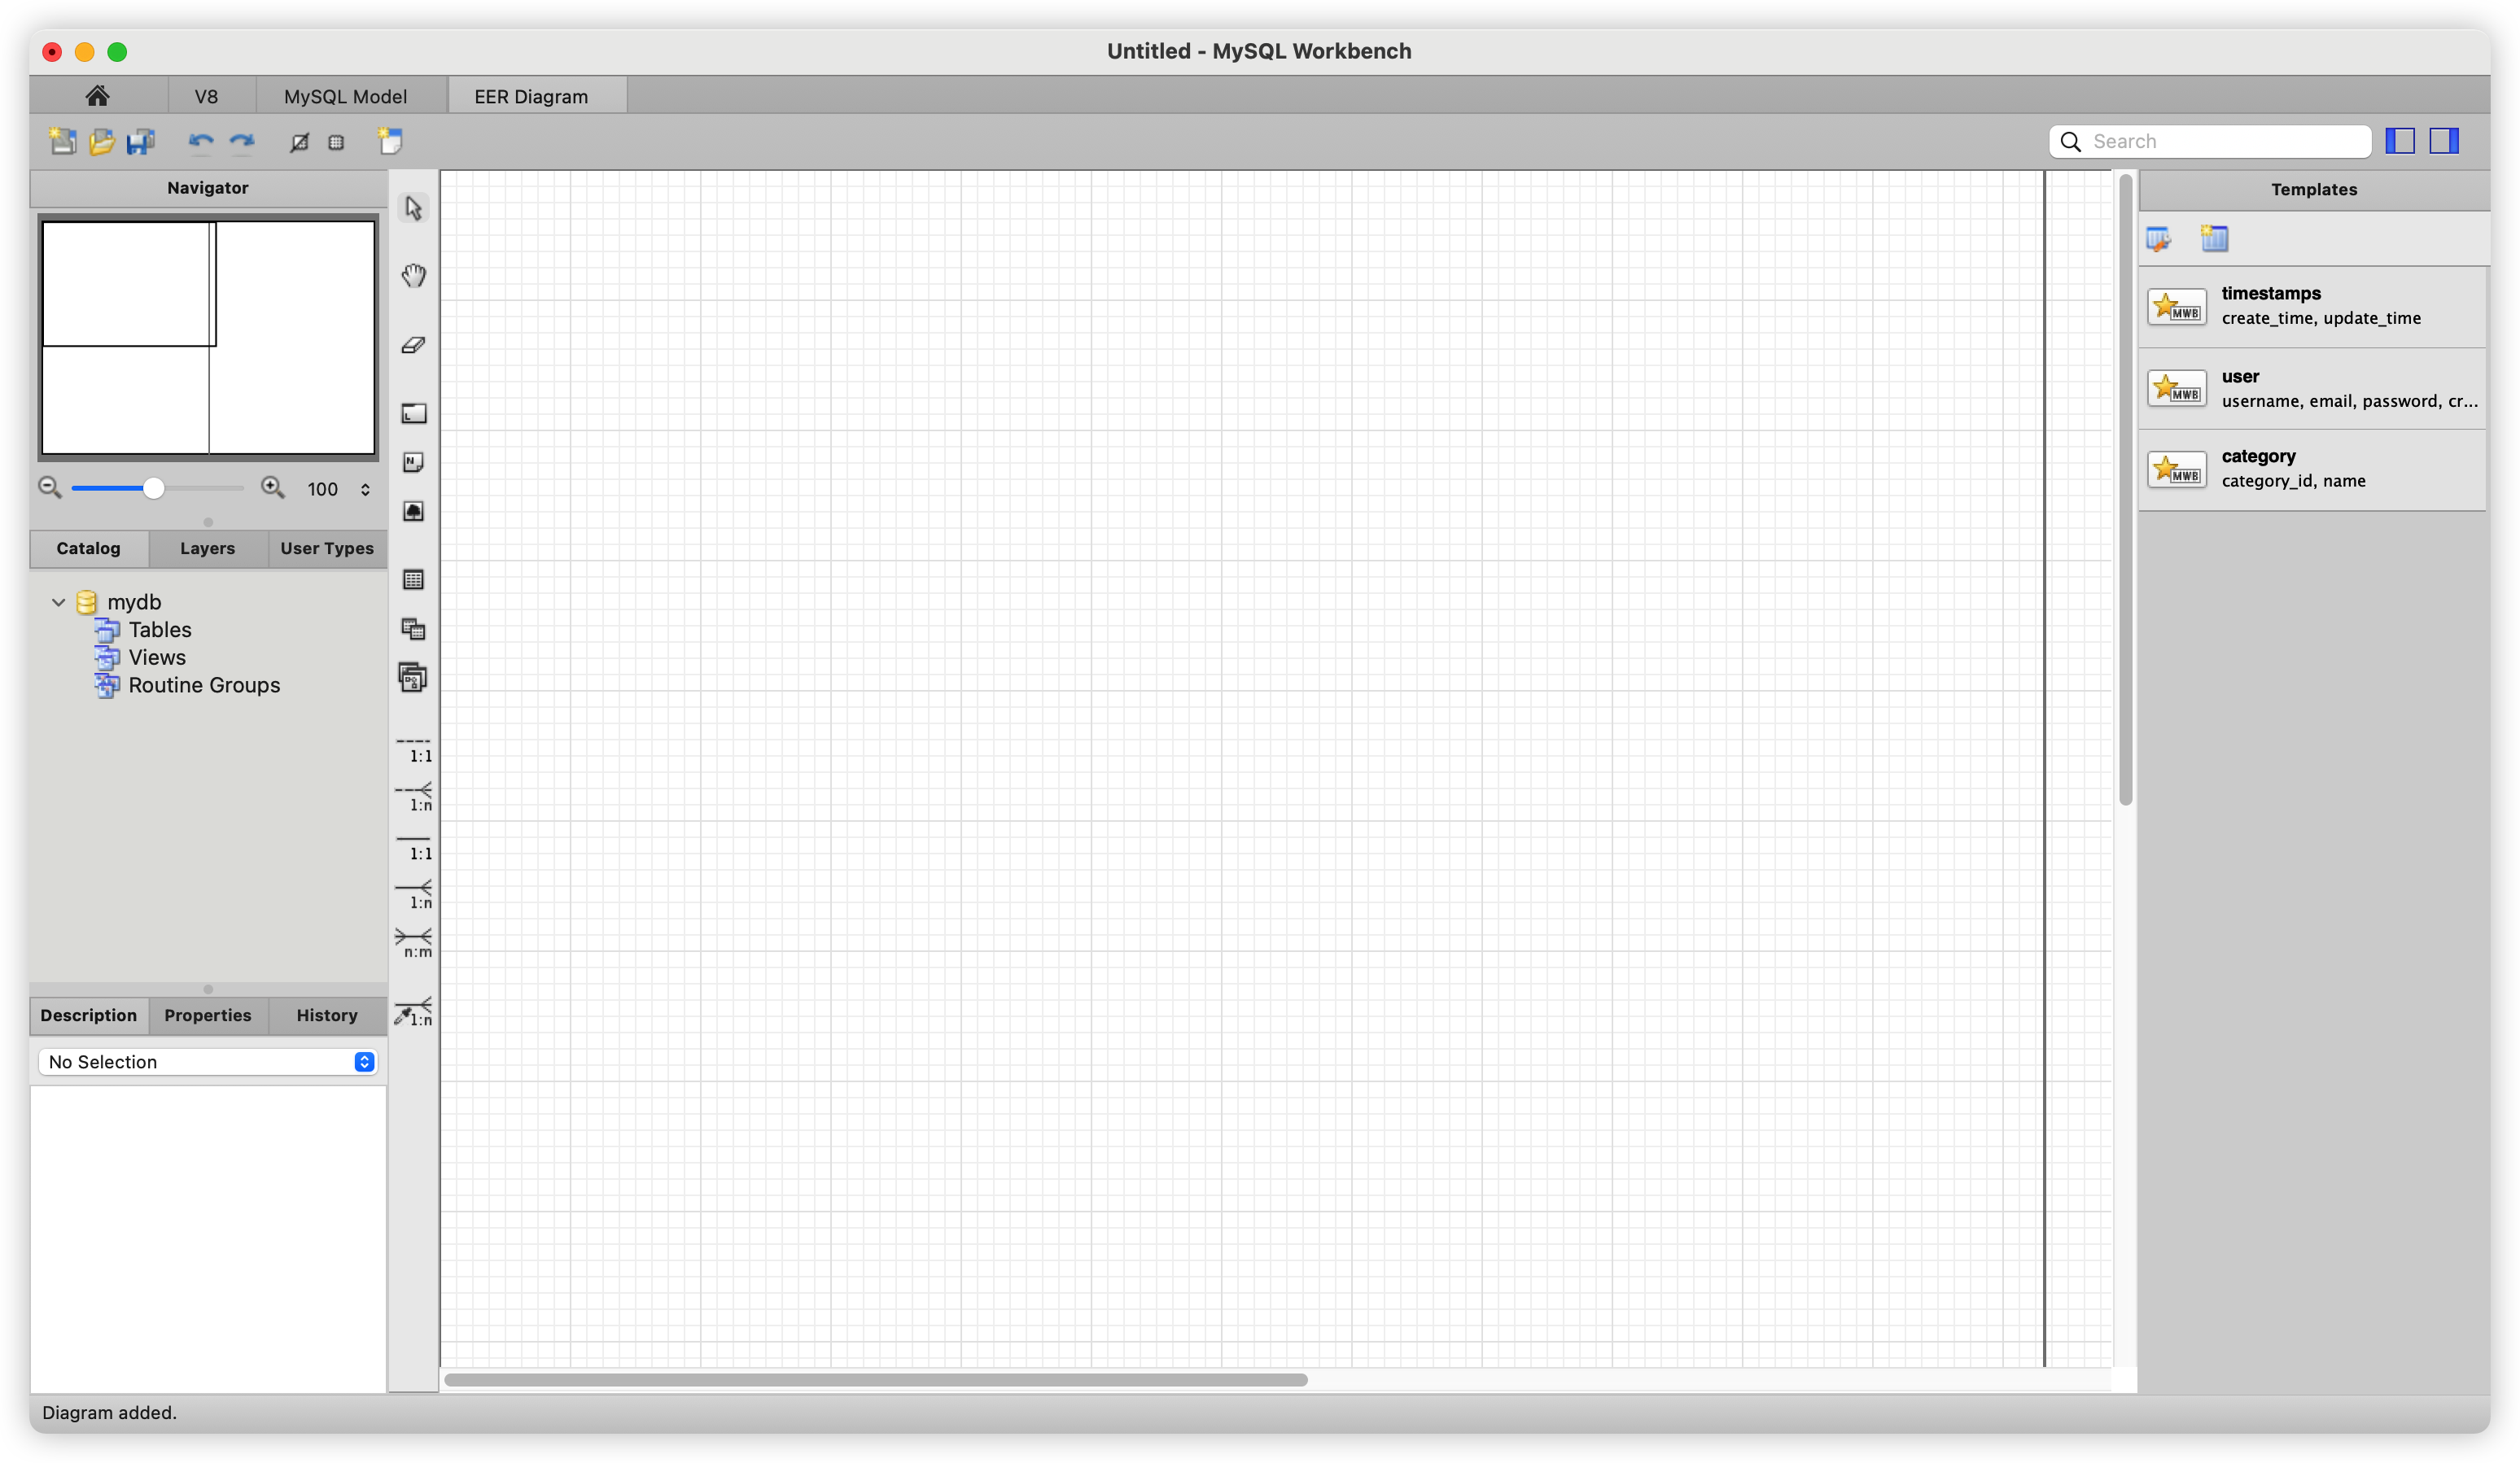 Untitled - MySQL Workbench
V8
MySQL Model
EER Diagram
Search
Navigator
100
Catalog
Layers
User Types
mydb
Tables
Views
Routine Groups
Description
Properties
History
No Selection
L
N
1:1
1:n
1:1
1:n
n:m
1:n
Templates
MWB
timestamps
create_time, update_time
MWB
user
username, email, password, cr...
MWB
category
category_id, name
Diagram added.